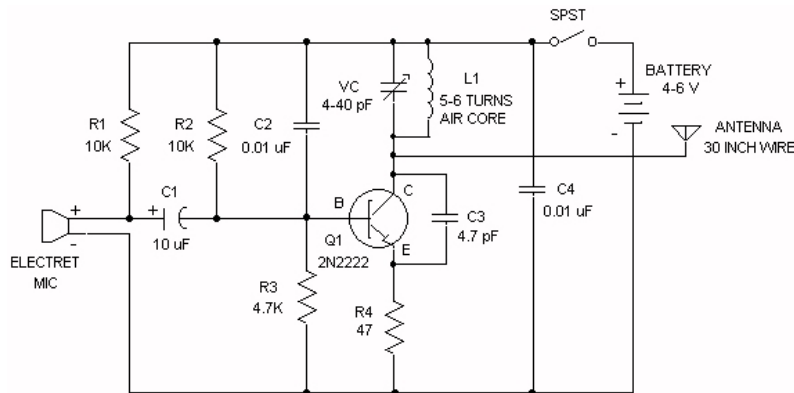 SPST
BATTERY
4-6 V
+
-
VC
4-40 pF
L1
5-6 TURNS
AIR CORE
R1
10K
R2
10K
C2
0.01 uF
ANTENNA
30 INCH WIRE
C1
+
10 uF
B
C
E
Q1
2N2222
C3
4.7 pF
C4
0.01 uF
+
-
ELECTRET
MIC
R3
4.7K
R4
47